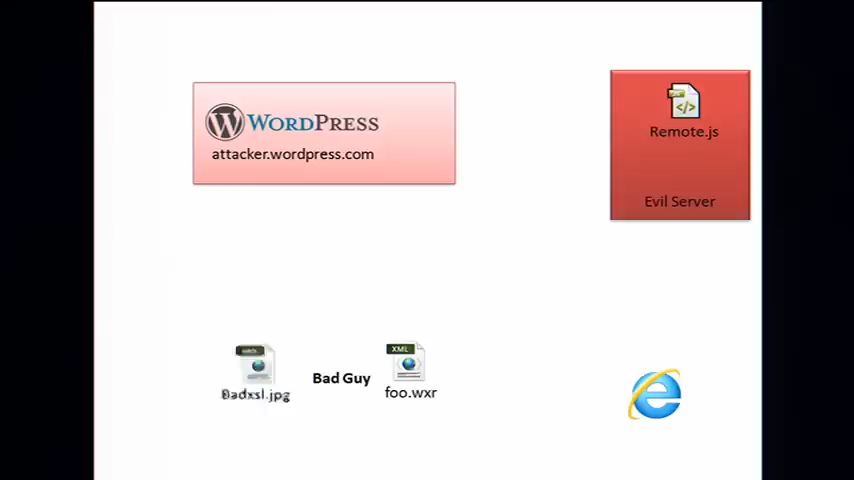 WORDPRESS
attacker.wordpress.com
Remote.js
Evil Server
Badxsl.jpg
Bad Guy
XML
foo.wxr